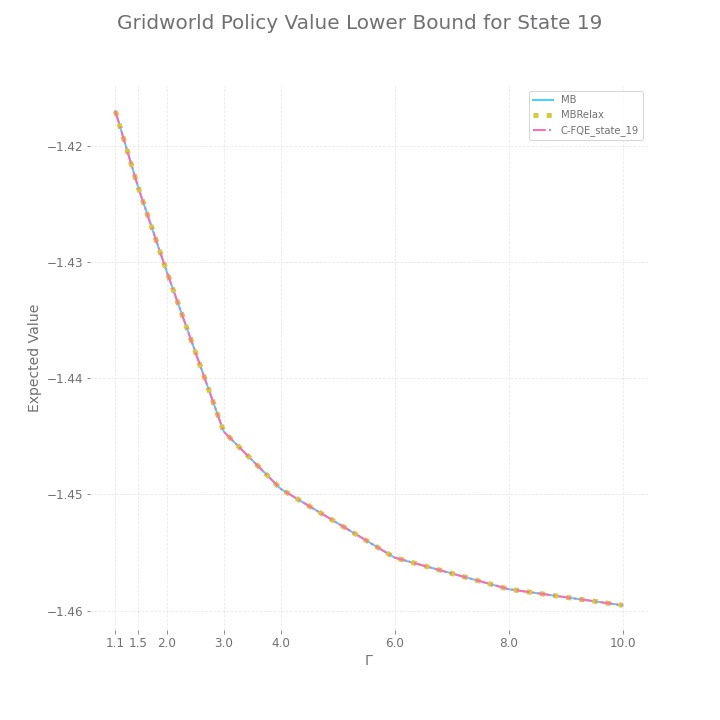 Gridworld Policy Value Lower Bound for State 19
MB
MBRelax
C-FQE_state_19
Expected Value
−1.42
−1.43
−1.44
−1.45
−1.46
1.1 1.5 2.0 3.0 4.0 6.0 8.0 10.0
Γ